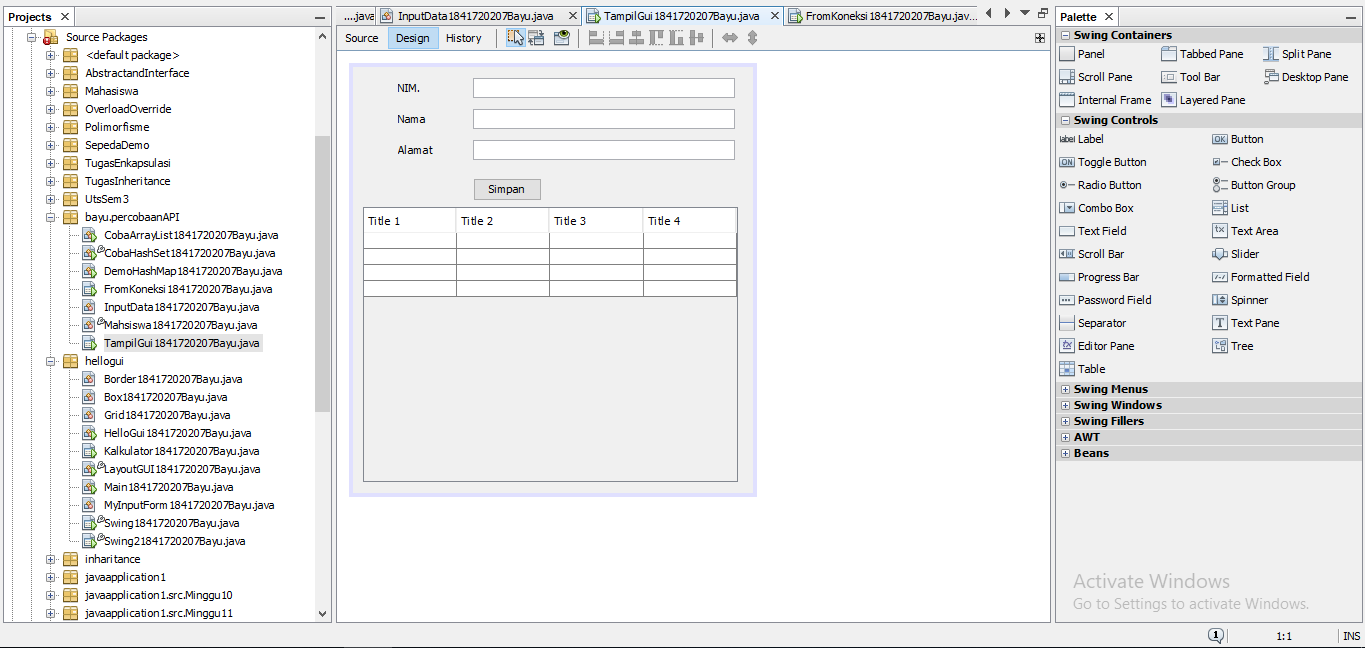 Projects
Source Packages
<default package>
AbstractandInterface
Mahasiswa
OverloadOverride
Polimorfisme
SepedaDemo
TugasEnkapsulasi
TugasInheritance
UtsSem3
bayu.percobaanAPI
CobaArrayList1841720207Bayu.java
CobaHashSet1841720207Bayu.java
DemoHashMap1841720207Bayu.java
FromKoneksi1841720207Bayu.java
InputData1841720207Bayu.java
Mahsiswa1841720207Bayu.java
TampilGui1841720207Bayu.java
hellogui
Border1841720207Bayu.java
Box1841720207Bayu.java
Grid1841720207Bayu.java
HelloGui1841720207Bayu.java
Kalkulator1841720207Bayu.java
LayoutGUI1841720207Bayu.java
Main1841720207Bayu.java
MyInputForm1841720207Bayu.java
Swing1841720207Bayu.java
Swing21841720207Bayu.java
inharitance
javaapplication1
javaapplication1.src.Minggu10
javaapplication1.src.Minggu11
....java InputData1841720207Bayu.java TampilGui1841720207Bayu.java FromKoneksi1841720207Bayu.jav...
Source Design History
NIM.
Nama
Alamat
Simpan
Title 1 Title 2 Title 3 Title 4
Palette
Swing Containers
Panel Tabbed Pane Split Pane
Scroll Pane Tool Bar Desktop Pane
Internal Frame Layered Pane
Swing Controls
label Label OK Button
ON Toggle Button Check Box
Radio Button Button Group
Combo Box List
Text Field Text Area
Scroll Bar Slider
Progress Bar Formatted Field
Password Field Spinner
Separator T Text Pane
Editor Pane Tree
Table
Swing Menus
Swing Windows
Swing Fillers
AWT
Beans
Activate Windows
Go to Settings to activate Windows.
1 1:1 INS